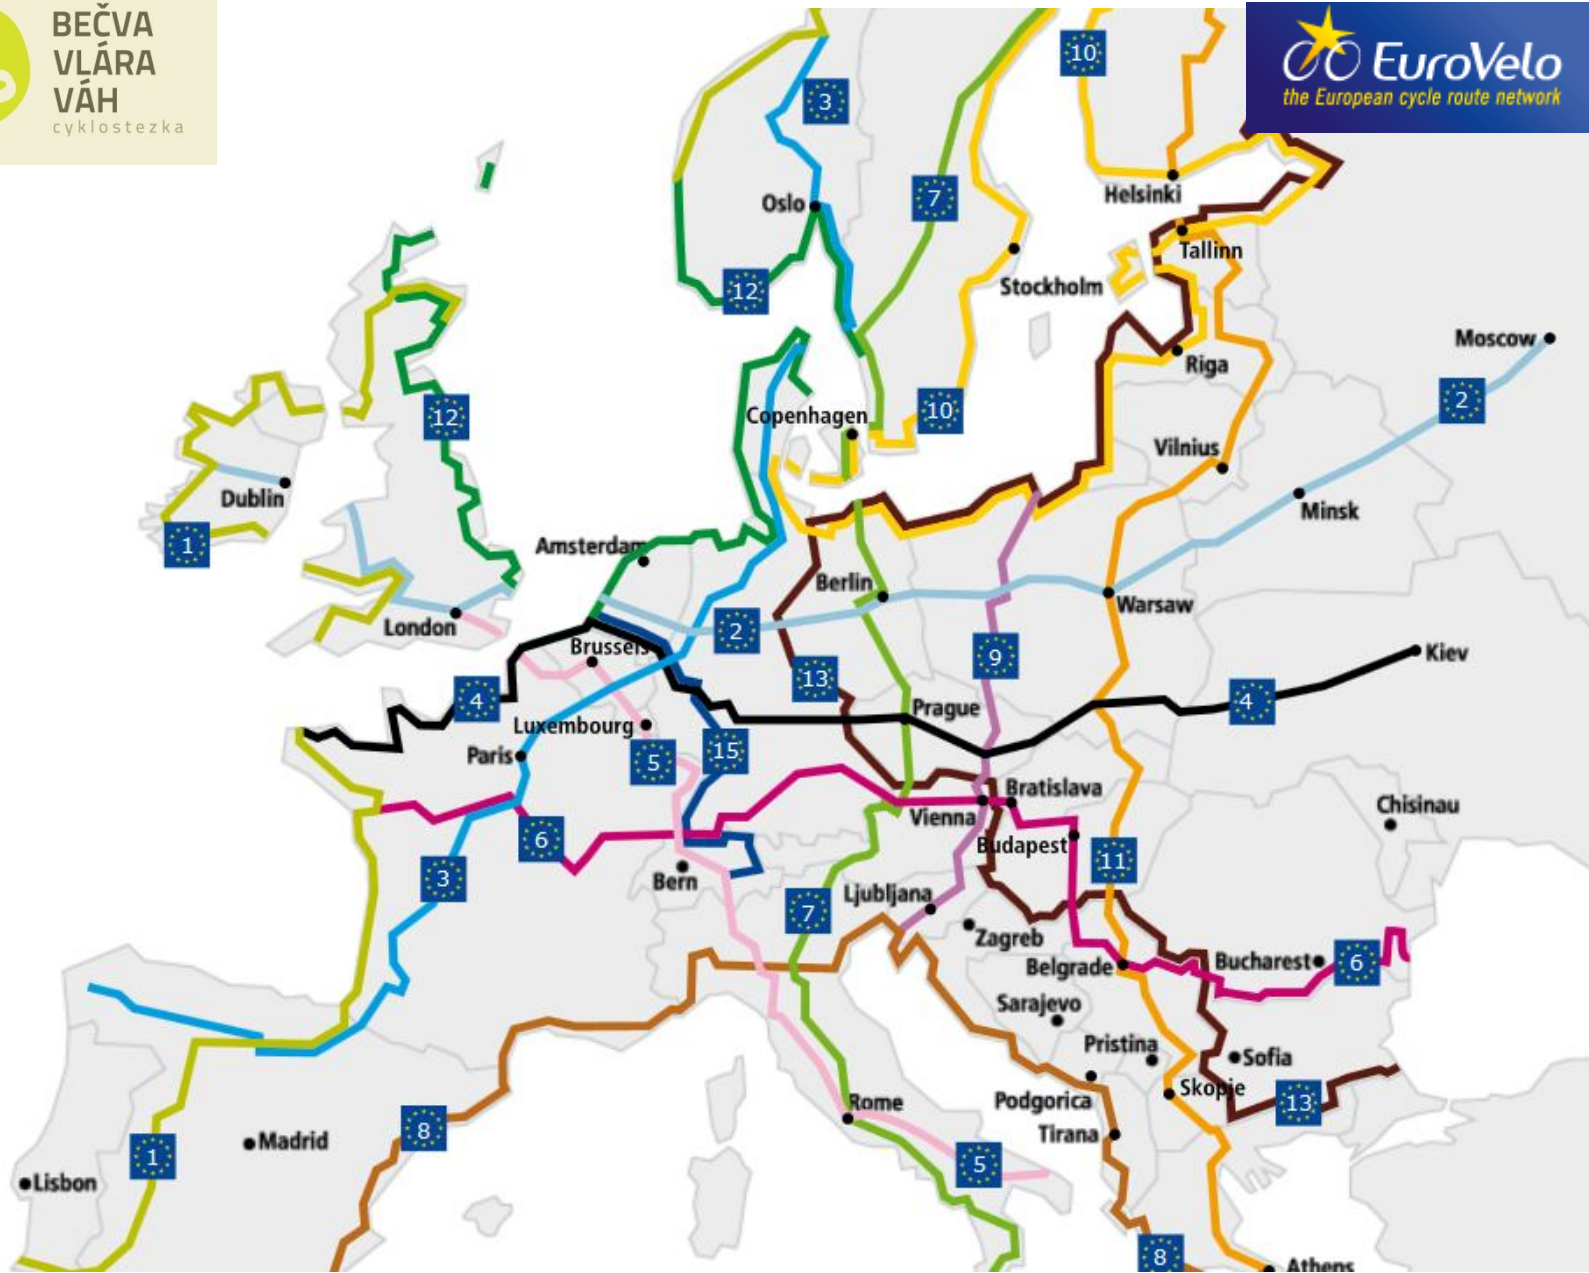 BEČVA
VLÁRA
VÁH
cyklostezka
EuroVelo
the European cycle route network
10
3
7
Helsinki
Oslo
Tallinn
12
Stockholm
Moscow
Riga
2
12
Copenhagen
10
Vilnius
Dublin
Minsk
1
Amsterdam
Berlin
Warsaw
London
2
Brussels
9
Kiev
13
4
4
Prague
Luxembourg
Paris
5
15
Bratislava
Chisinau
Vienna
6
Budapest
11
3
Bern
Ljubljana
7
Zagreb
Belgrade
Bucharest
6
Sarajevo
Pristina
Sofia
Skopje
Podgorica
Rome
13
8
Tirana
Madrid
1
5
Lisbon
8
Athens